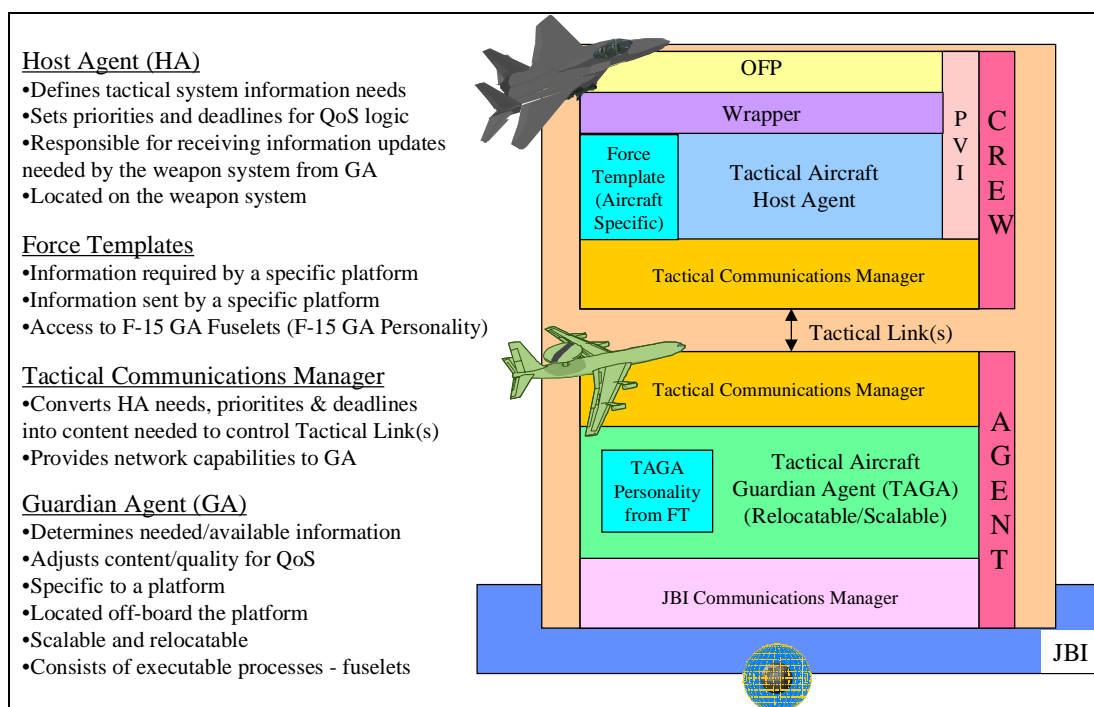 Host Agent (HA)
•Defines tactical system information needs
•Sets priorities and deadlines for QoS logic
•Responsible for receiving information updates
needed by the weapon system from GA
•Located on the weapon system
Force Templates
•Information required by a specific platform
•Information sent by a specific platform
•Access to F-15 GA Fuselets (F-15 GA Personality)
Tactical Communications Manager
•Converts HA needs, prioritites & deadlines
into content needed to control Tactical Link(s)
•Provides network capabilities to GA
Guardian Agent (GA)
•Determines needed/available information
•Adjusts content/quality for QoS
•Specific to a platform
•Located off-board the platform
•Scalable and relocatable
•Consists of executable processes - fuselets
OFP
Wrapper
Force
Template
(Aircraft
Specific)
Tactical Aircraft
Host Agent
PVI
CREW
Tactical Communications Manager
Tactical Link(s)
Tactical Communications Manager
TAGA
Personality
from FT
Tactical Aircraft
Guardian Agent (TAGA)
(Relocatable/Scalable)
AGENT
JBI Communications Manager
JBI